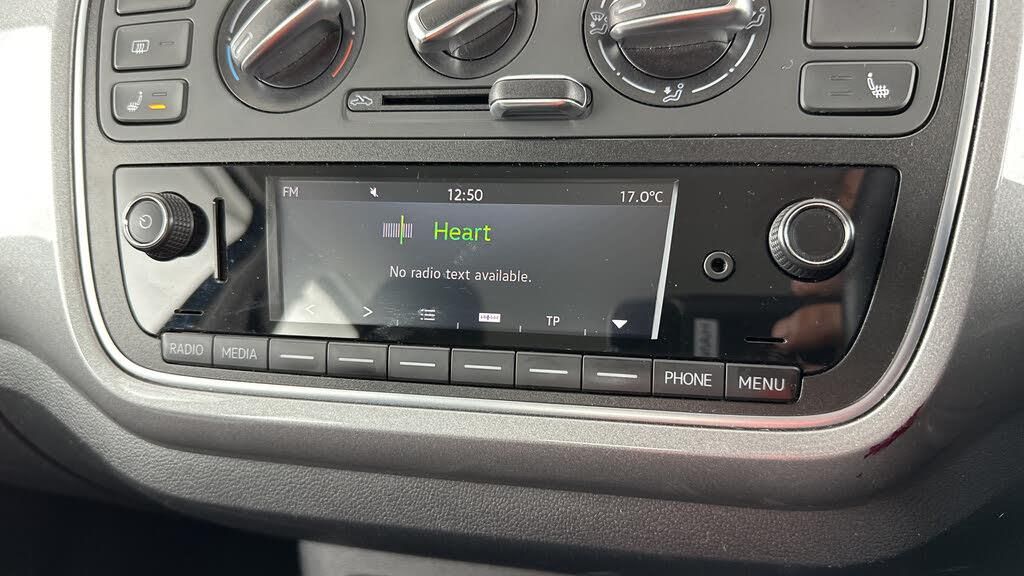 FM 12:50 17.0°C
Heart
No radio text available.
< > TP
RADIO MEDIA PHONE MENU